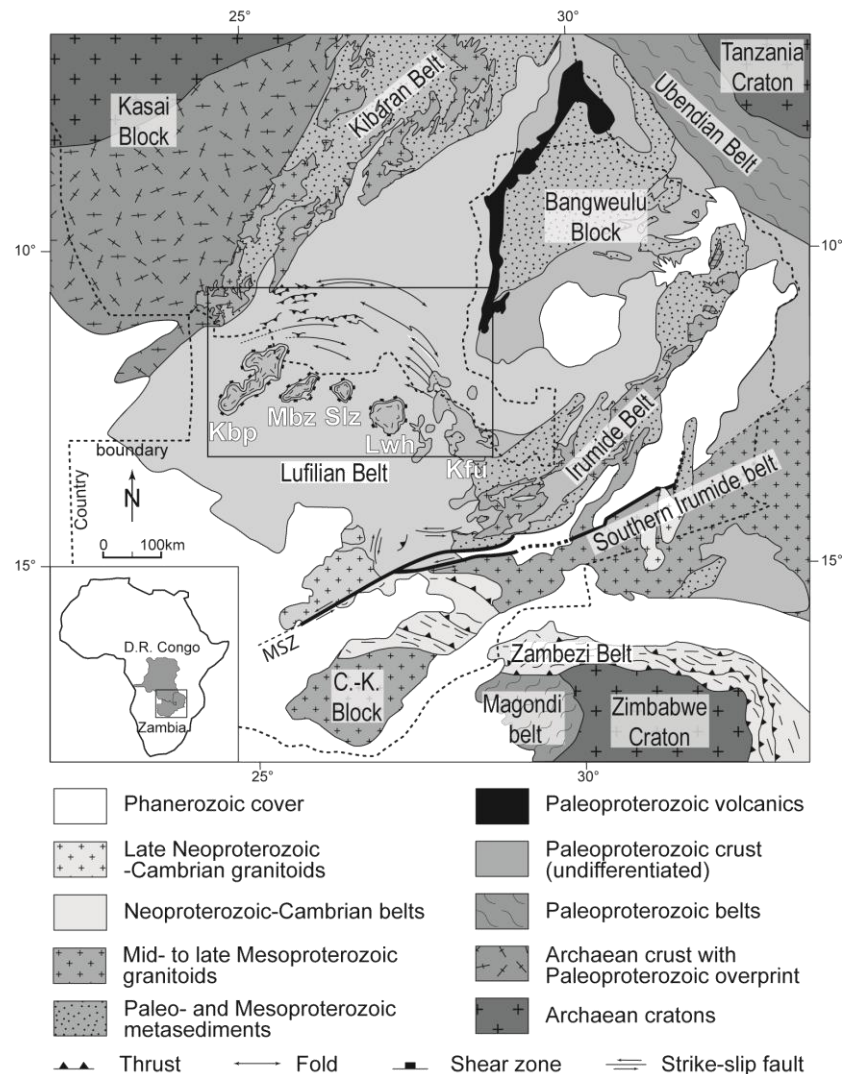 25°
30°
Kasai
Block
Kibaran Belt
Tanzania
Craton
Ubendian Belt
Bangweulu
Block
10°
10°
Kbp
Mbz
Slz
Lwh
Kfu
Lufilian Belt
Irumide Belt
Southern Irumide belt
Country
boundary
N
0 100km
15°
15°
MSZ
D.R. Congo
Zambia
C.-K.
Block
Zambezi Belt
Magondi
belt
Zimbabwe
Craton
25°
30°
Phanerozoic cover
Late Neoproterozoic
-Cambrian granitoids
Neoproterozoic-Cambrian belts
Mid- to late Mesoproterozoic
granitoids
Paleo- and Mesoproterozoic
metasediments
Paleoproterozoic volcanics
Paleoproterozoic crust
(undifferentiated)
Paleoproterozoic belts
Archaean crust with
Paleoproterozoic overprint
Archaean cratons
Thrust
Fold
Shear zone
Strike-slip fault